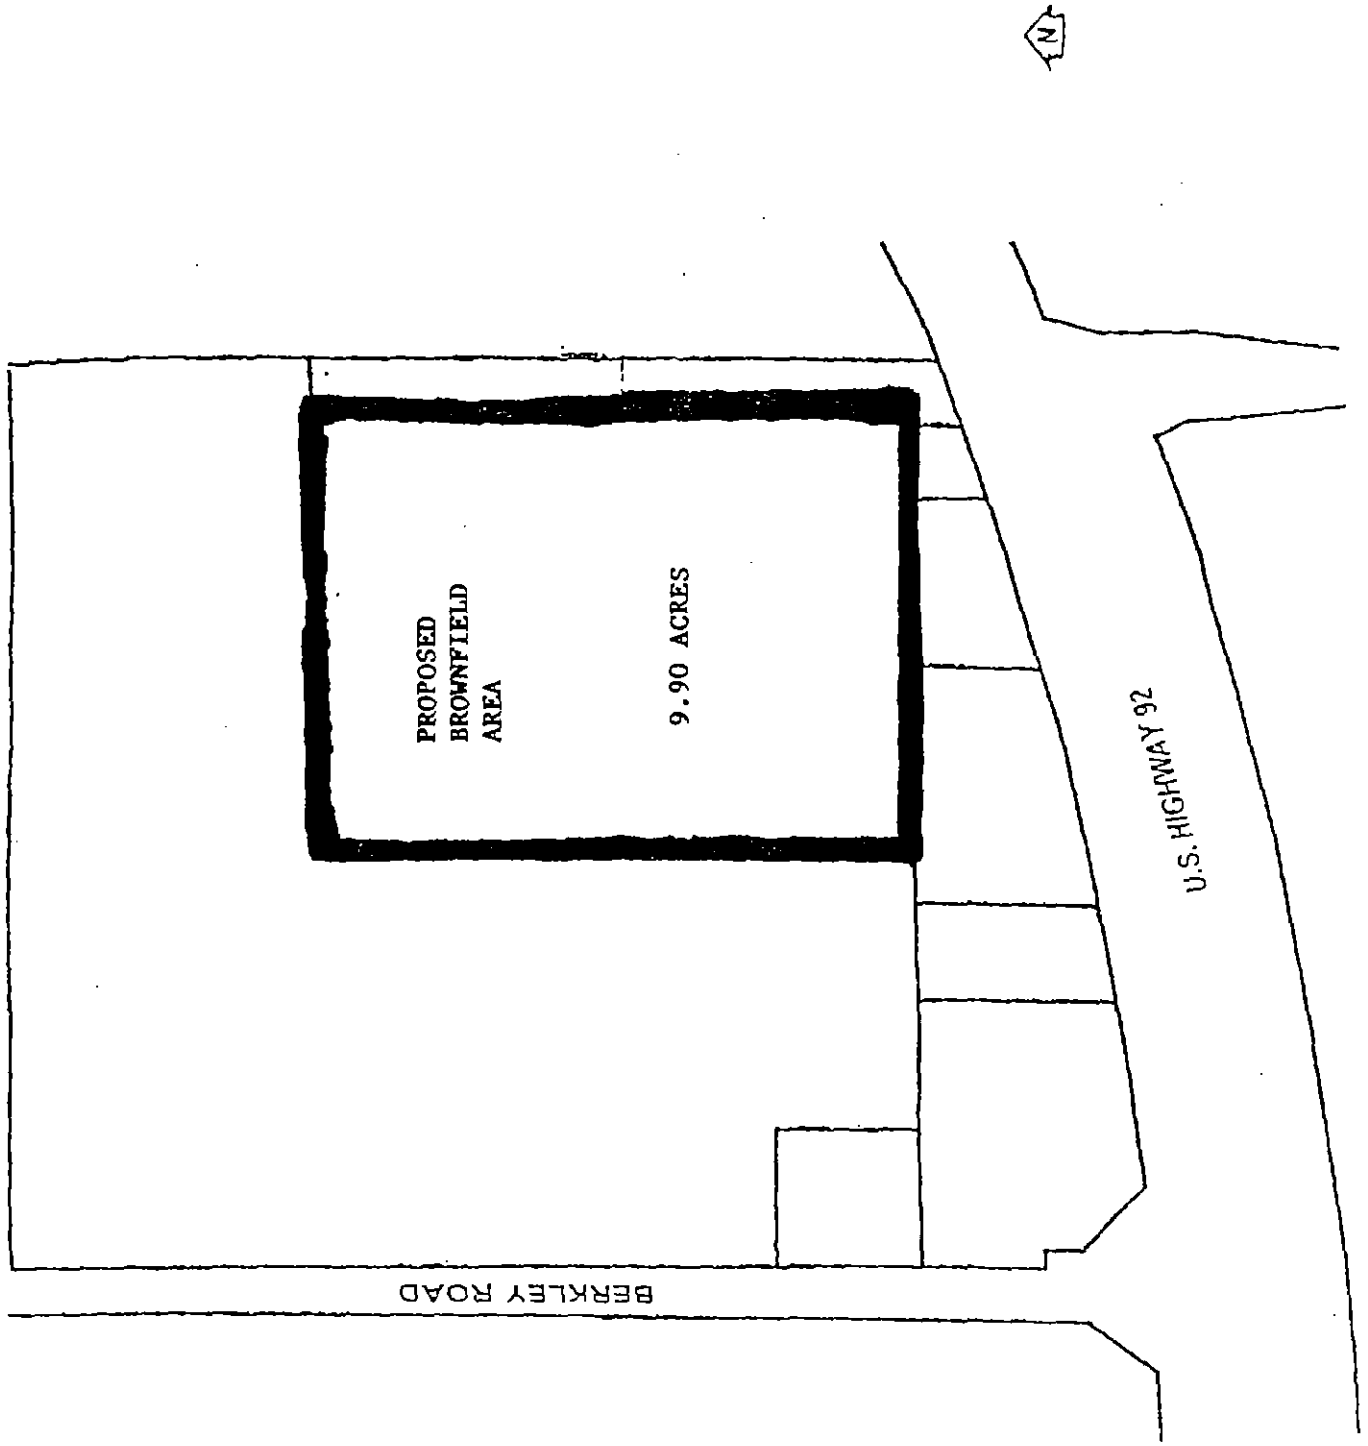 N
PROPOSED
BROWNFIELD
AREA
9.90 ACRES
U.S. HIGHWAY 92
BERKLEY ROAD